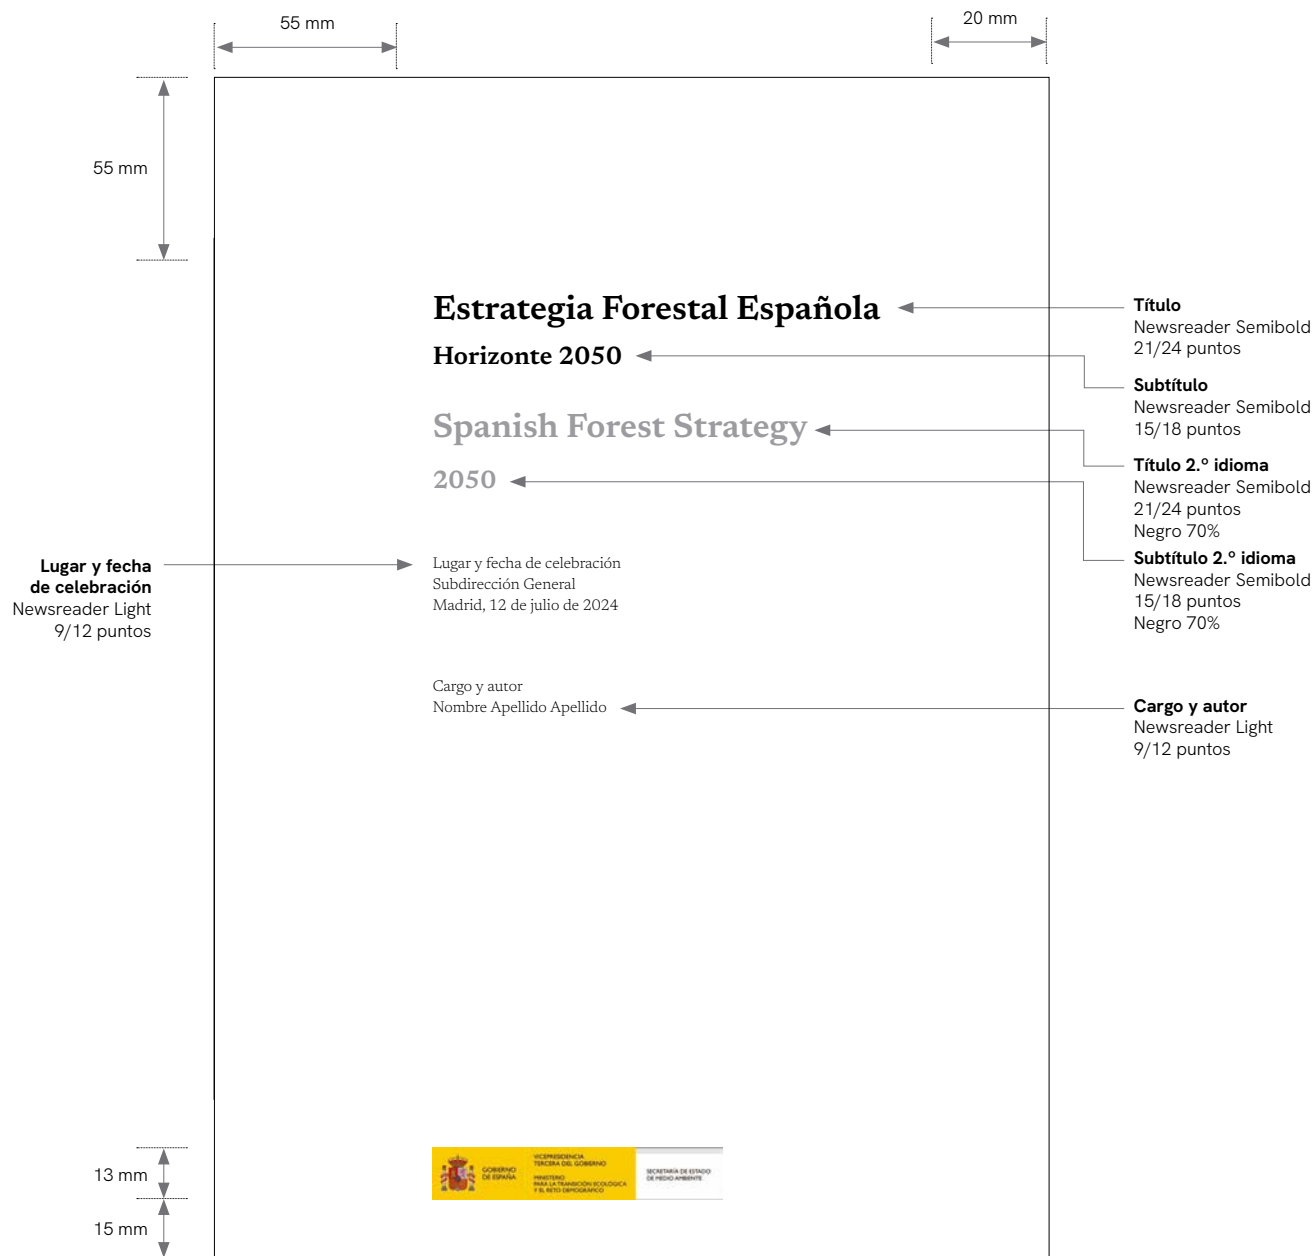 55 mm
20 mm
55 mm
Estrategia Forestal Española
Horizonte 2050
Spanish Forest Strategy
2050
Lugar y fecha de celebración
Subdirección General
Madrid, 12 de julio de 2024
Cargo y autor
Nombre Apellido Apellido
Título
Newsreader Semibold
21/24 puntos
Subtítulo
Newsreader Semibold
15/18 puntos
Título 2.º idioma
Newsreader Semibold
21/24 puntos
Negro 70%
Subtítulo 2.º idioma
Newsreader Semibold
15/18 puntos
Negro 70%
Lugar y fecha
de celebración
Newsreader Light
9/12 puntos
Cargo y autor
Newsreader Light
9/12 puntos
13 mm
15 mm
GOBIERNO
DE ESPAÑA
VICEPRESIDENCIA
TERCERA DEL GOBIERNO
MINISTERIO
PARA LA TRANSICIÓN ECOLÓGICA
Y EL RETO DEMOGRÁFICO
SECRETARÍA DE ESTADO
DE MEDIO AMBIENTE